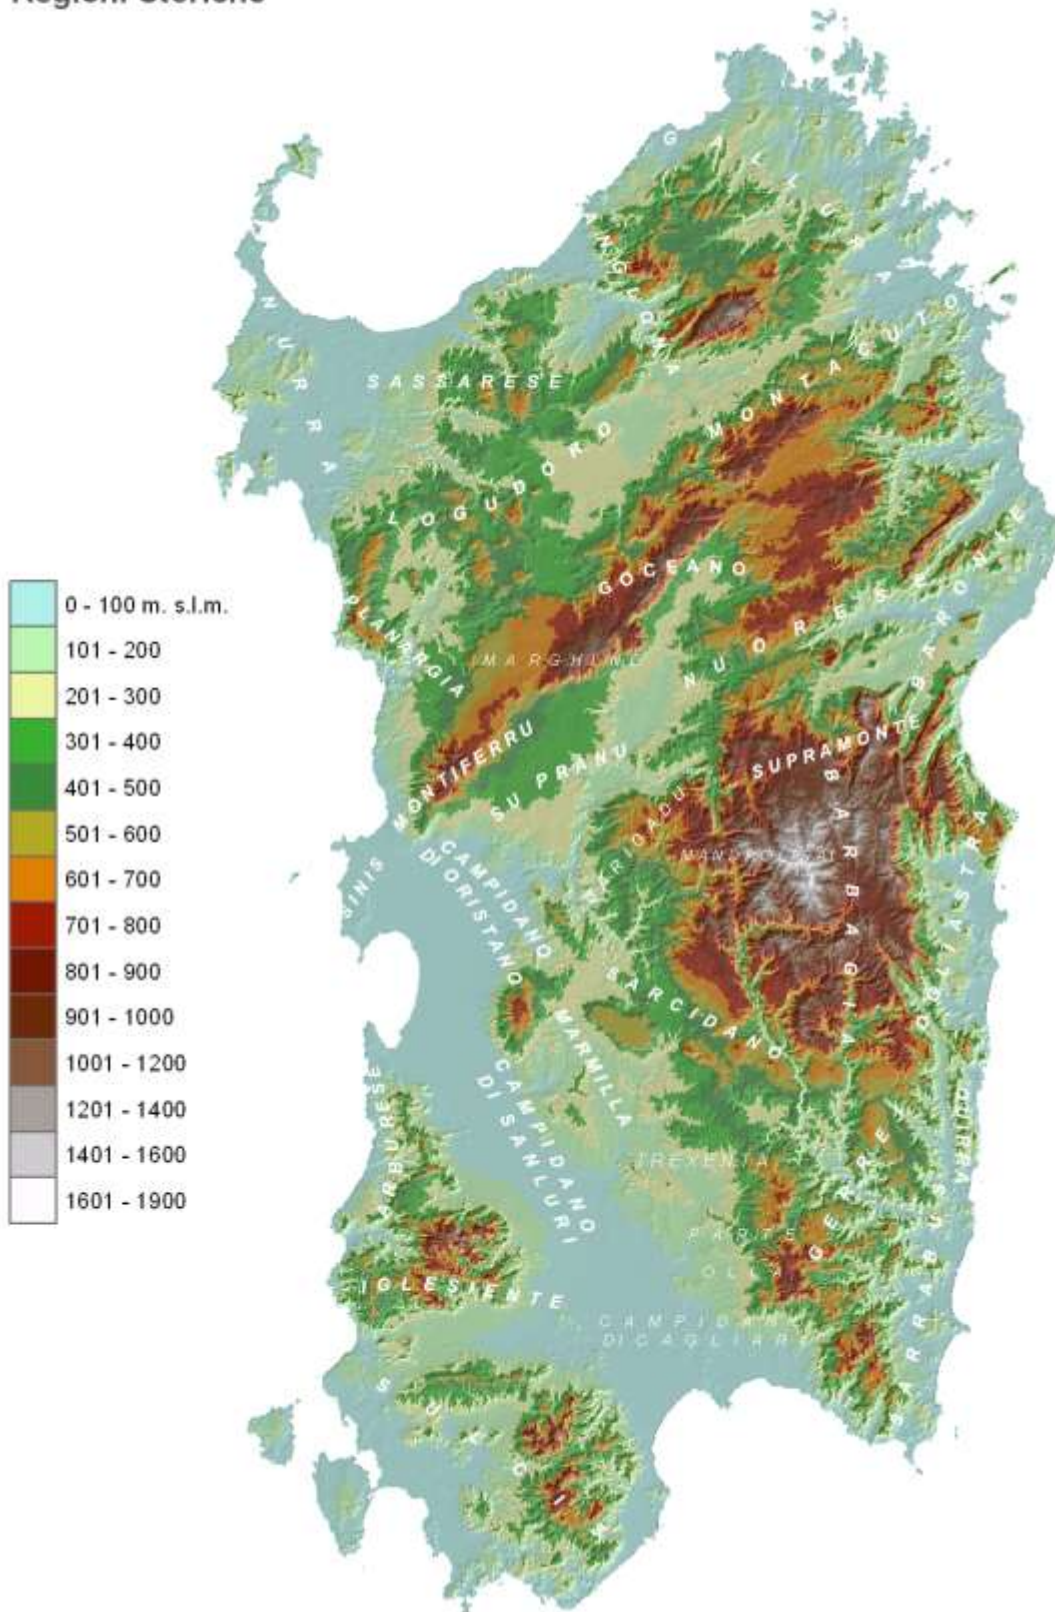 GALLURA
ANGLONA
NURRA
SASSARESE
MONTACUTO
LOGUDORO
GOCEANO
PLANARGIA
MARGHINE
NUORESE
BARONIE
MONTIFERRU
SU PRANU
SUPRAMONTE
BARBAGIA
SINIS
CAMPIDANO
DI ORISTANO
OGLIASTRA
SARCIDANO
MARMILLA
CAMPIDANO
DI SANLURI
ARBURESE
QUIRRA
TREXENTA
GERREI
PARTE
OLLA
SARRABUS
IGLESIENTE
CAMPIDANO
DI CAGLIARI
SULCIS
0 - 100 m. s.l.m.
101 - 200
201 - 300
301 - 400
401 - 500
501 - 600
601 - 700
701 - 800
801 - 900
901 - 1000
1001 - 1200
1201 - 1400
1401 - 1600
1601 - 1900